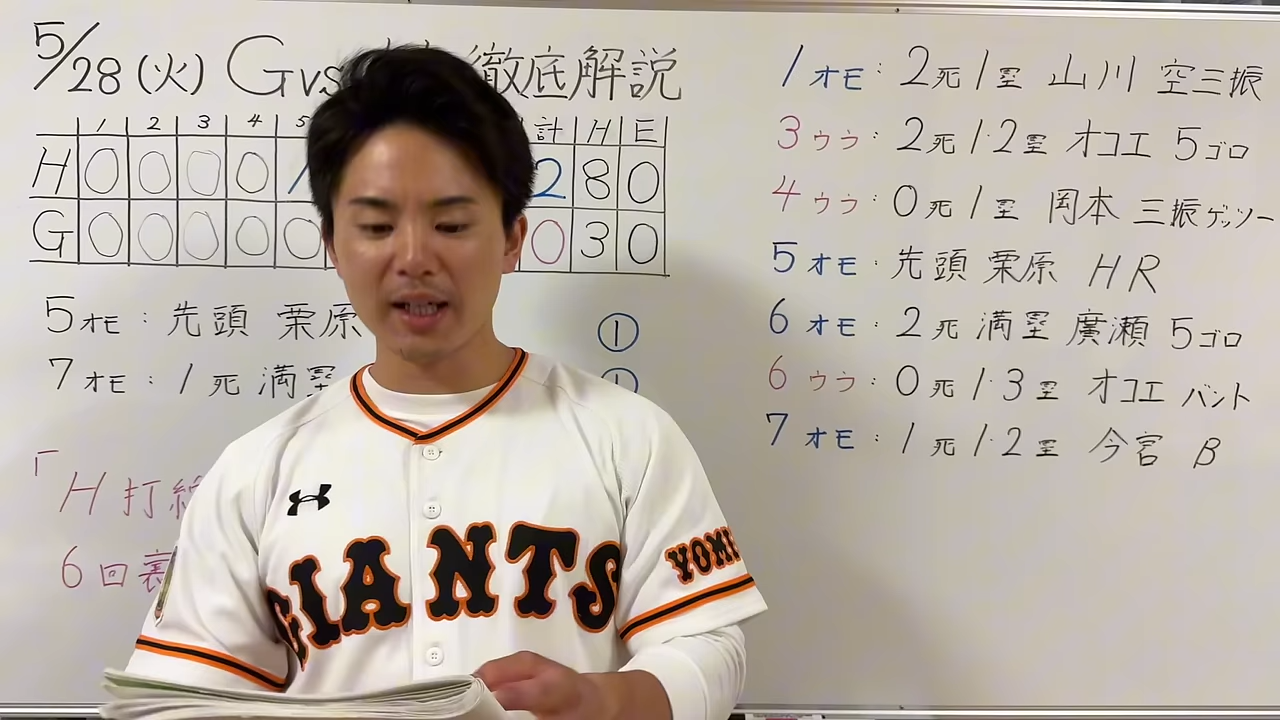 5/28(火) Gvs 徹底解説
1 2 3 4 5 計 H E
H 0 0 0 0 1 2 8 0
G 0 0 0 0 0 0 3 0
5オモ：先頭 栗原 ①
7オモ：1死満塁 ①
「H打線
6回裏
1オモ：2死1塁 山川 空三振
3ウラ：2死1・2塁 オコエ 5ゴロ
4ウラ：0死1塁 岡本 三振ゲッツー
5オモ：先頭 栗原 HR
6オモ：2死満塁 廣瀬 5ゴロ
6ウラ：0死1・3塁 オコエ バント
7オモ：1死1・2塁 今宮 B
GIANTS
YOMI